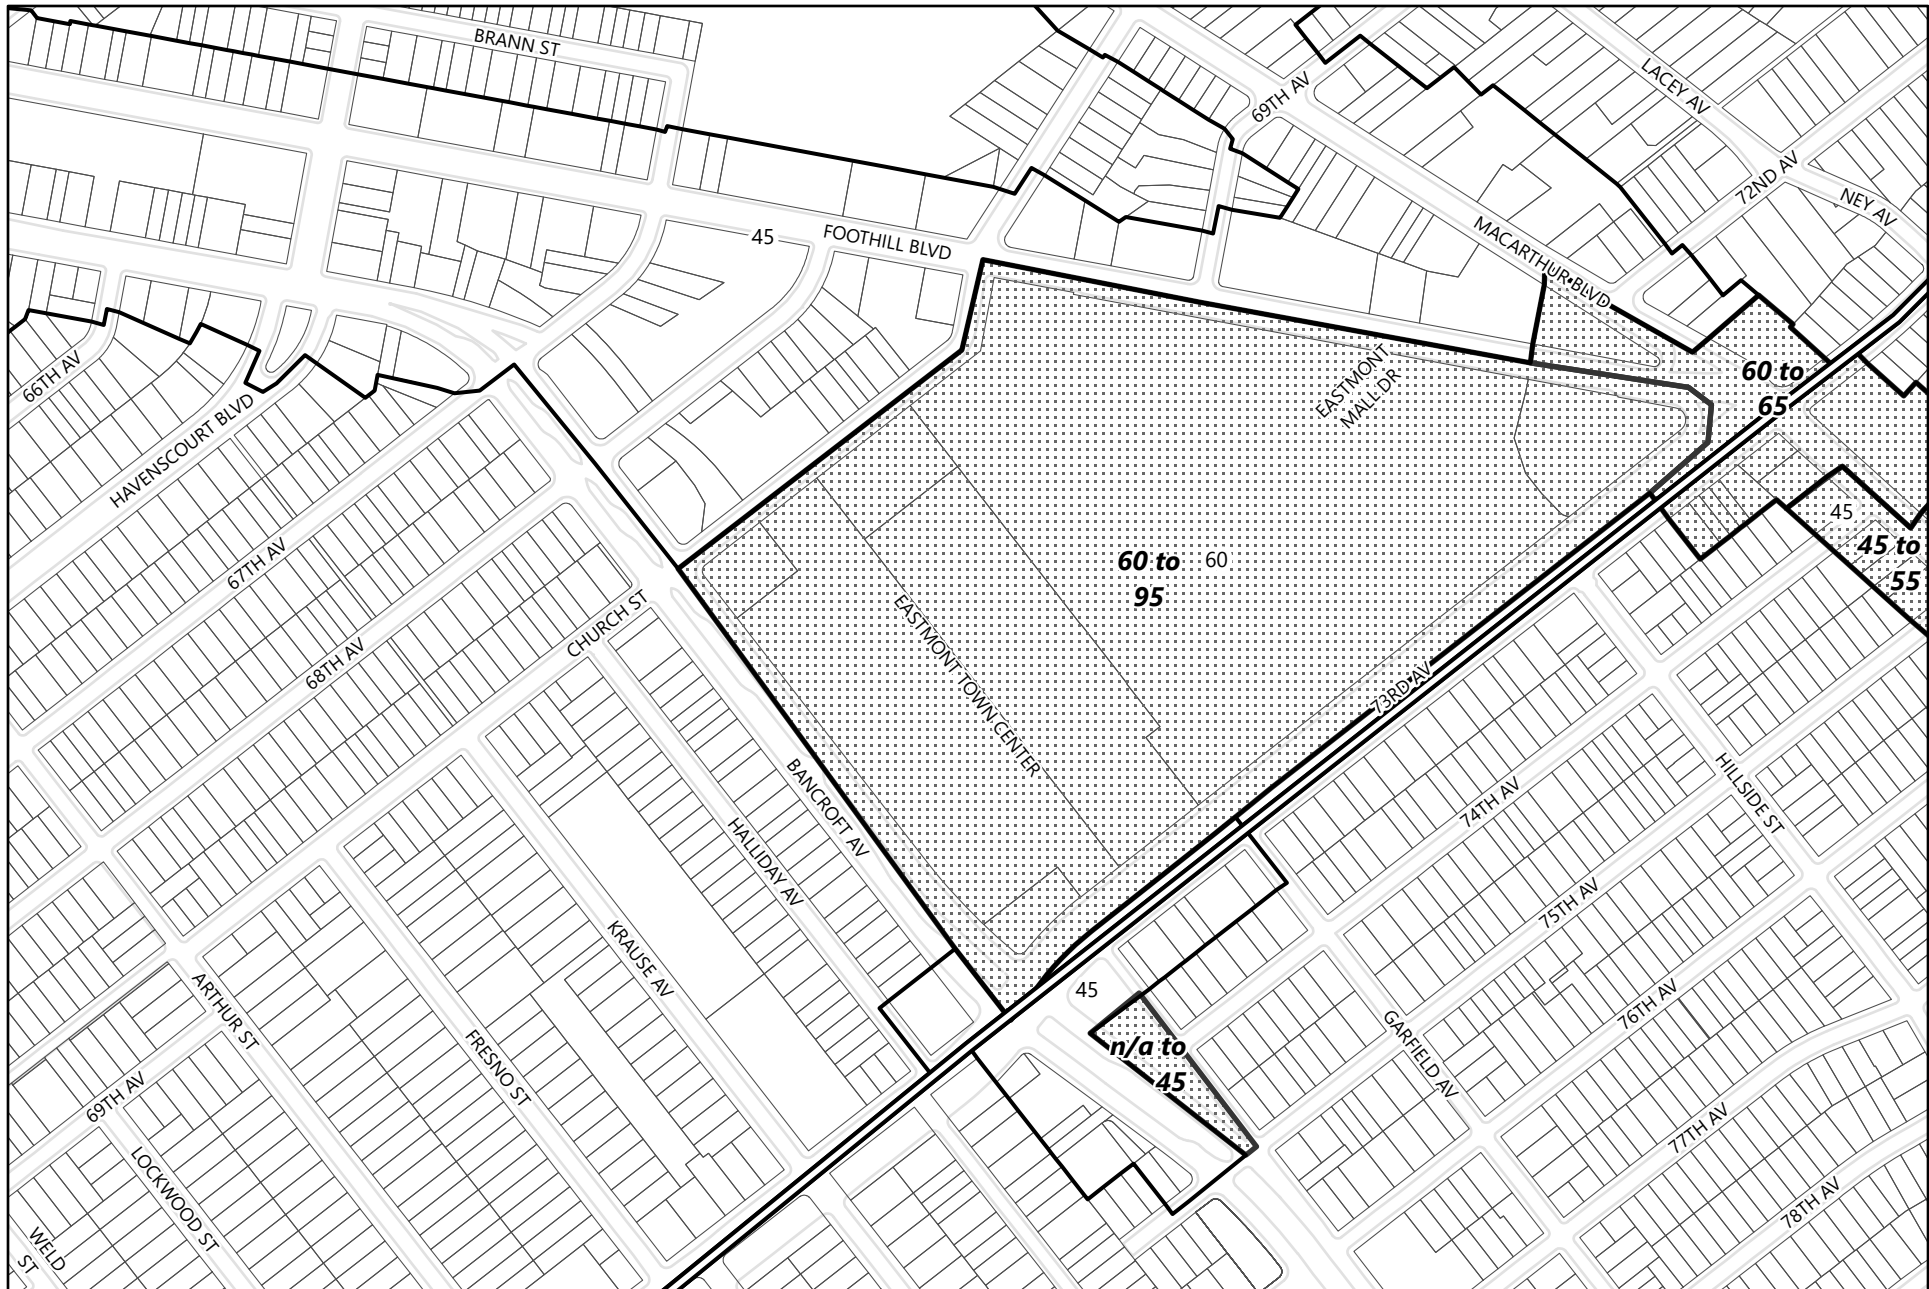 BRANN ST
LACEY AV
69TH AV
72ND AV
NEY AV
45
FOOTHILL BLVD
MACARTHUR BLVD
66TH AV
HAVENSCOURT BLVD
EASTMONT
MALL DR
60 to
65
45
45 to
55
67TH AV
60 to
95
60
EASTMONT TOWN CENTER
CHURCH ST
68TH AV
73RD AV
HILLSIDE ST
74TH AV
BANCROFT AV
HALLIDAY AV
75TH AV
KRAUSE AV
45
76TH AV
ARTHUR ST
FRESNO ST
n/a to
45
GARFIELD AV
69TH AV
77TH AV
LOCKWOOD ST
78TH AV
WELD
ST